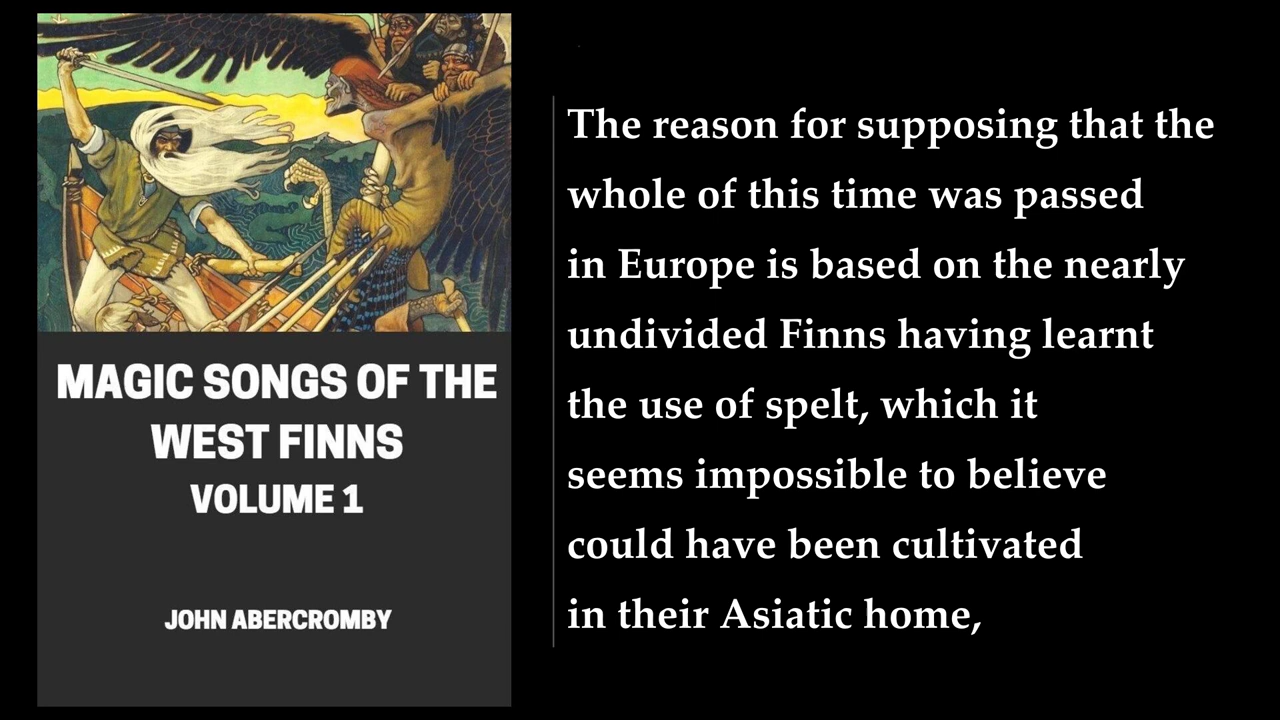 MAGIC SONGS OF THE
WEST FINNS
VOLUME 1
JOHN ABERCROMBY
The reason for supposing that the
whole of this time was passed
in Europe is based on the nearly
undivided Finns having learnt
the use of spelt, which it
seems impossible to believe
could have been cultivated
in their Asiatic home,